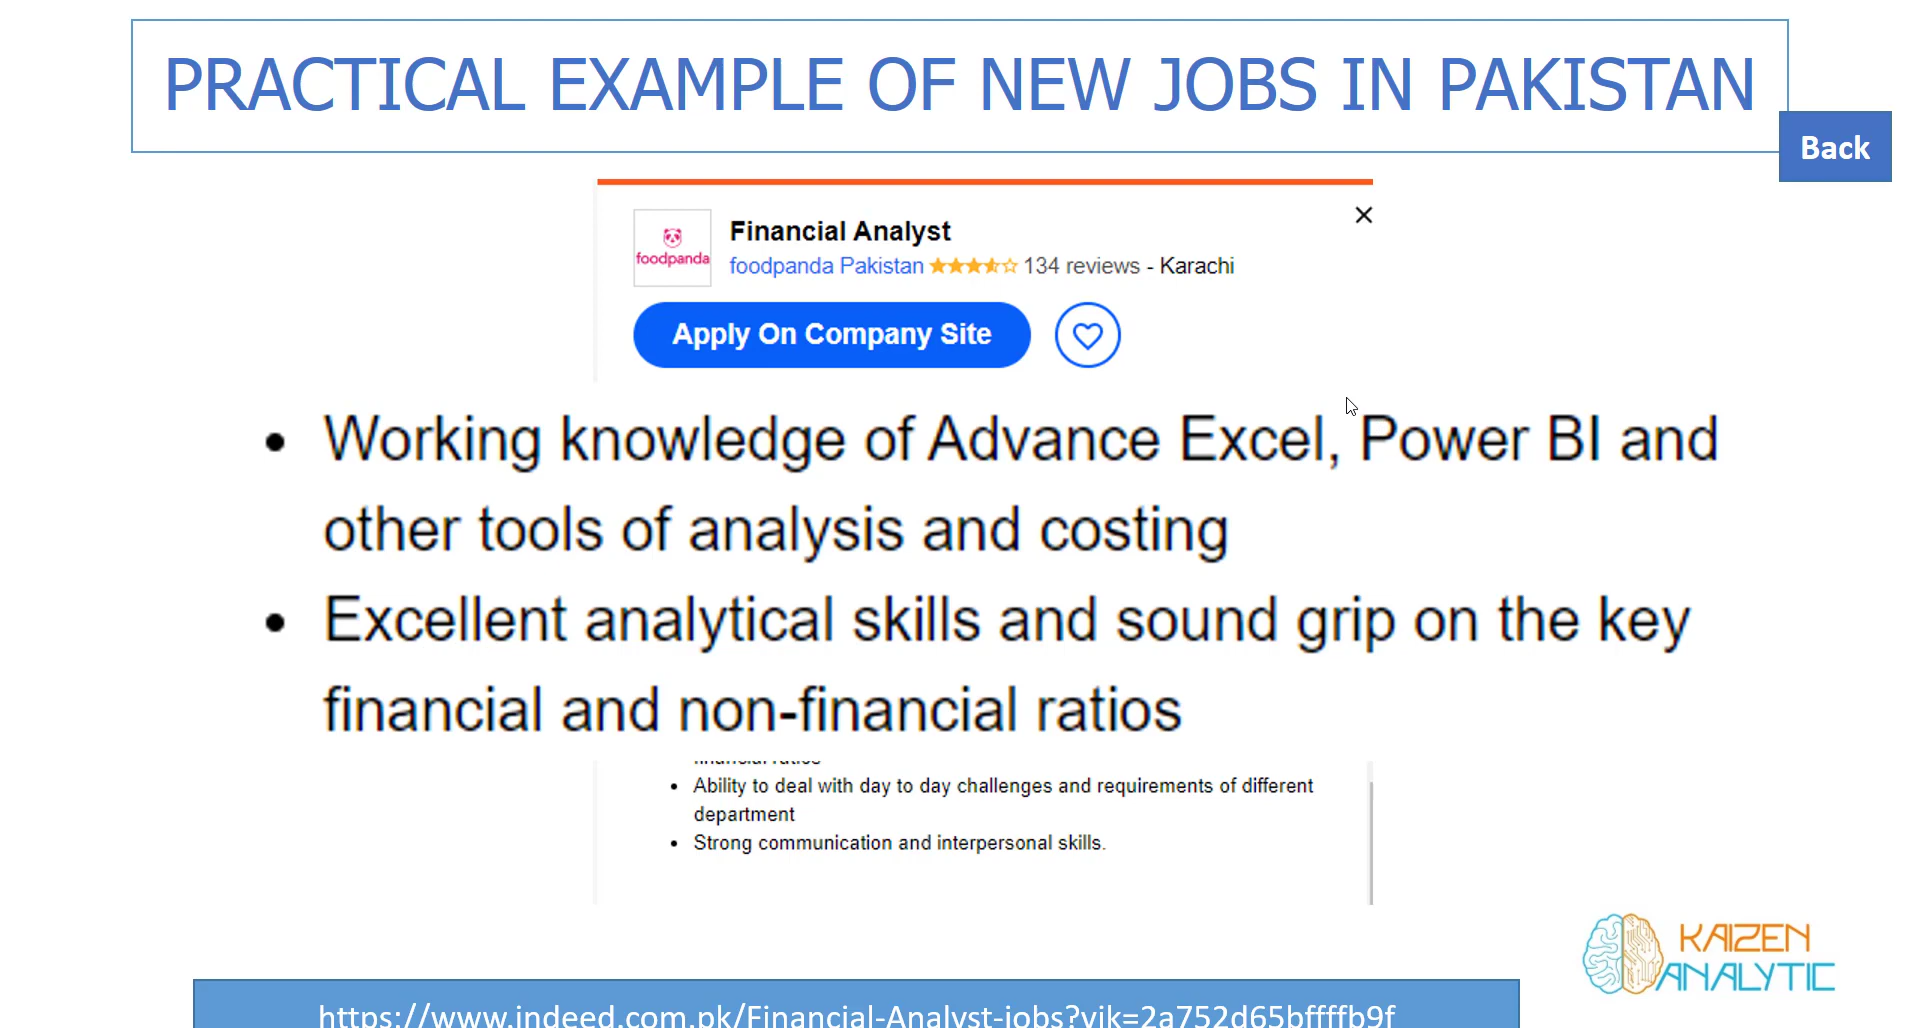 PRACTICAL EXAMPLE OF NEW JOBS IN PAKISTAN
Back
foodpanda
Financial Analyst
foodpanda Pakistan 134 reviews - Karachi
Apply On Company Site
• Working knowledge of Advance Excel, Power BI and
other tools of analysis and costing
• Excellent analytical skills and sound grip on the key
financial and non-financial ratios
financial ratios
• Ability to deal with day to day challenges and requirements of different
department
• Strong communication and interpersonal skills.
KAIZEN
ANALYTIC
https://www.indeed.com.pk/Financial-Analyst-jobs?vjk=2a752d65bffffb9f